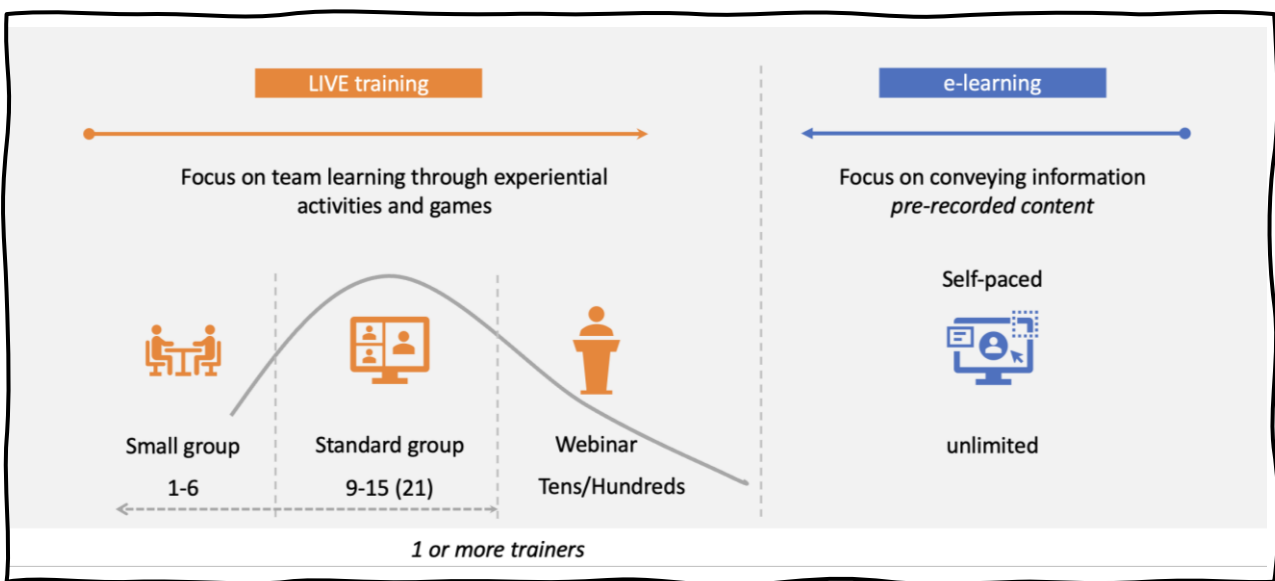 LIVE training
e-learning
Focus on team learning through experiential
activities and games
Focus on conveying information
pre-recorded content
Self-paced
Small group
Standard group
Webinar
unlimited
1-6
9-15 (21)
Tens/Hundreds
1 or more trainers